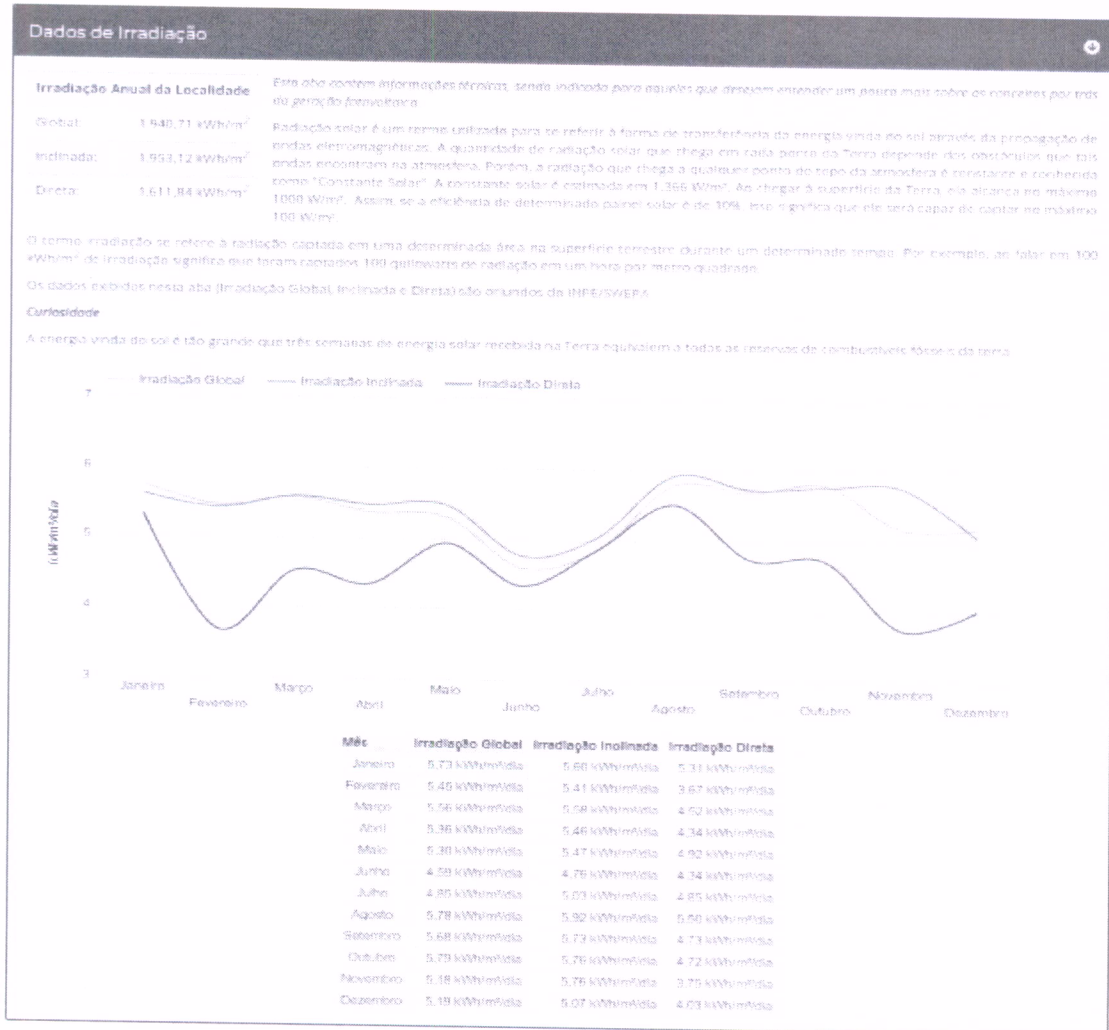 Dados de Irradiação
Irradiação Anual da Localidade
Global: 1.940,71 kWh/m²
Inclinada: 1.953,12 kWh/m²
Direta: 1.611,84 kWh/m²
Esta aba contem informações técnicas, sendo indicada para aqueles que desejam entender um pouco mais sobre os conceitos por trás
da geração fotovoltaica
Radiação solar é um termo utilizado para se referir à forma de transferência da energia vinda do sol através da propagação de
ondas eletromagnéticas. A quantidade de radiação solar que chega em cada ponto da Terra depende dos obstáculos que tais
ondas encontram na atmosfera. Porém, a radiação que chega a qualquer ponto do topo da atmosfera é constante e conhecida
como "Constante Solar". A constante solar é estimada em 1.366 W/m². Ao chegar à superfície da Terra, ela alcança no máximo
1000 W/m². Assim, se a eficiência de determinado painel solar é de 10%, isso significa que ele será capaz de captar no máximo
100 W/m².
O termo irradiação se refere à radiação captada em uma determinada área na superfície terrestre durante um determinado tempo. Por exemplo, ao falar em 100
kWh/m² de irradiação significa que foram captados 100 quilowatts de radiação em um hora por metro quadrado.
Os dados exibidos nesta aba (Irradiação Global, Inclinada e Direta) são oriundos do INPE/SWERA
Curiosidade
A energia vinda do sol é tão grande que três semanas de energia solar recebida na Terra equivalem a todas as reservas de combustíveis fósseis da terra
Irradiação Global Irradiação Inclinada Irradiação Direta
7
6
5
4
3
kWh/m²/dia
Janeiro
Fevereiro
Março
Abril
Maio
Junho
Julho
Agosto
Setembro
Outubro
Novembro
Dezembro
Mês Irradiação Global Irradiação Inclinada Irradiação Direta
Janeiro 5.73 kWh/m²/dia 5.60 kWh/m²/dia 5.31 kWh/m²/dia
Fevereiro 5.45 kWh/m²/dia 5.41 kWh/m²/dia 3.67 kWh/m²/dia
Março 5.56 kWh/m²/dia 5.58 kWh/m²/dia 4.52 kWh/m²/dia
Abril 5.36 kWh/m²/dia 5.46 kWh/m²/dia 4.34 kWh/m²/dia
Maio 5.30 kWh/m²/dia 5.47 kWh/m²/dia 4.92 kWh/m²/dia
Junho 4.59 kWh/m²/dia 4.76 kWh/m²/dia 4.34 kWh/m²/dia
Julho 4.85 kWh/m²/dia 5.03 kWh/m²/dia 4.85 kWh/m²/dia
Agosto 5.78 kWh/m²/dia 5.92 kWh/m²/dia 5.50 kWh/m²/dia
Setembro 5.68 kWh/m²/dia 5.73 kWh/m²/dia 4.73 kWh/m²/dia
Outubro 5.79 kWh/m²/dia 5.76 kWh/m²/dia 4.72 kWh/m²/dia
Novembro 5.18 kWh/m²/dia 5.76 kWh/m²/dia 3.75 kWh/m²/dia
Dezembro 5.19 kWh/m²/dia 5.07 kWh/m²/dia 4.03 kWh/m²/dia